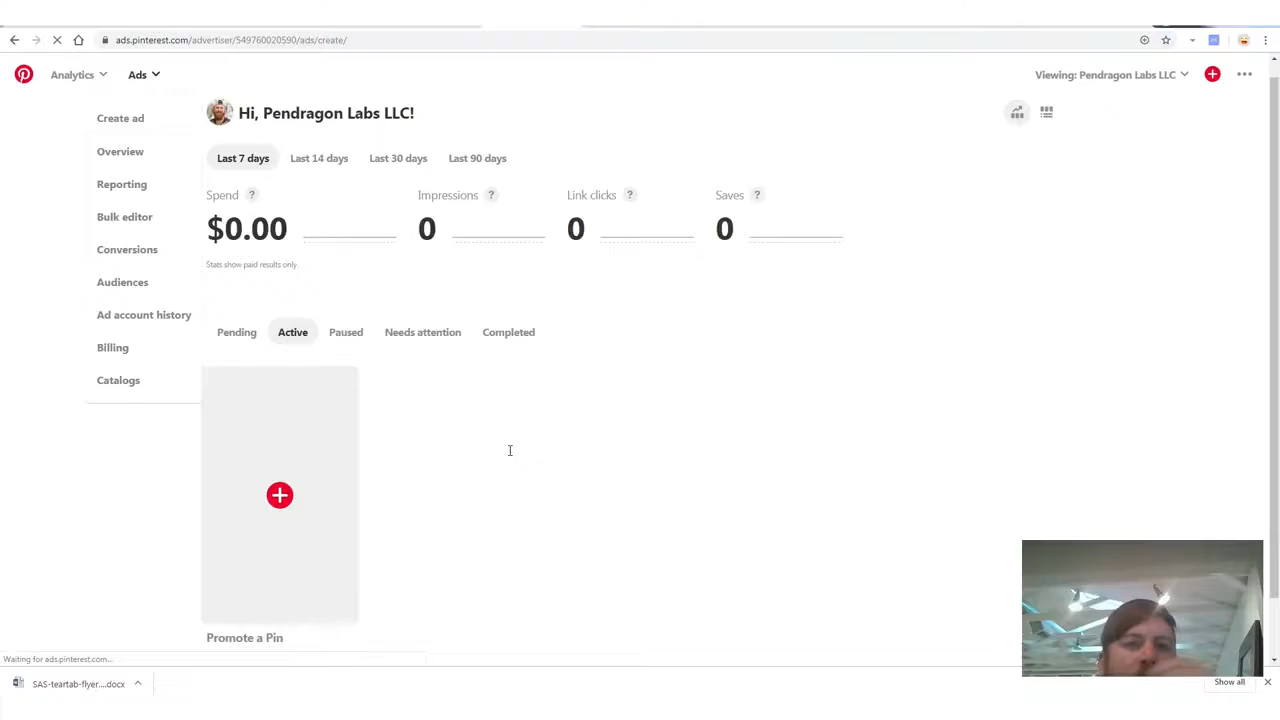 ads.pinterest.com/advertiser/549760020590/ads/create/
Analytics
Ads
Viewing: Pendragon Labs LLC
Create ad
Overview
Reporting
Bulk editor
Conversions
Audiences
Ad account history
Billing
Catalogs
Hi, Pendragon Labs LLC!
Last 7 days
Last 14 days
Last 30 days
Last 90 days
Spend ?
Impressions ?
Link clicks ?
Saves ?
$0.00
0
0
0
Stats show paid results only.
Pending
Active
Paused
Needs attention
Completed
Promote a Pin
Waiting for ads.pinterest.com...
SAS-teartab-flyer....docx
Show all